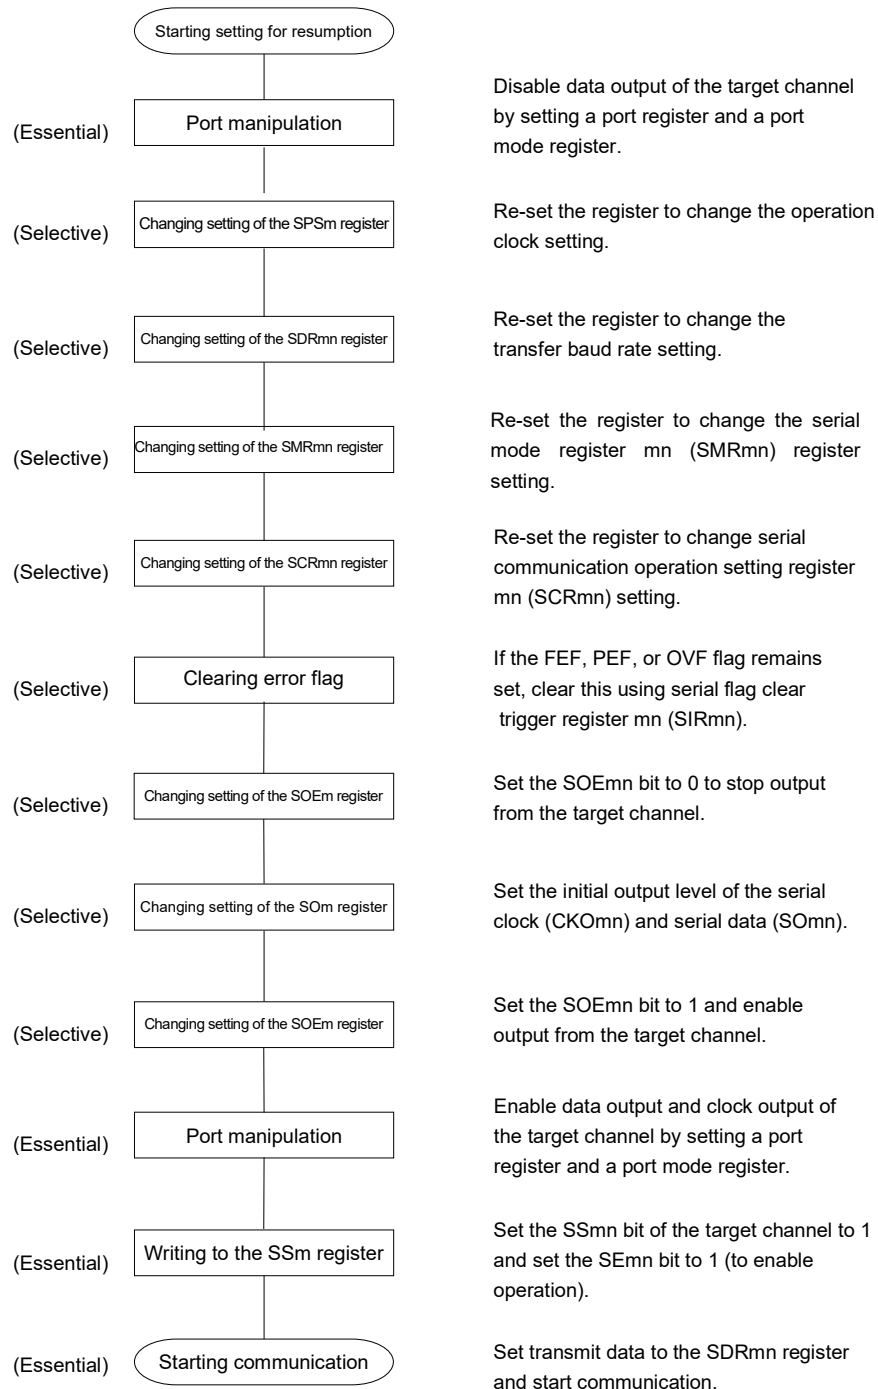 Starting setting for resumption
Disable data output of the target channel
by setting a port register and a port
mode register.
(Essential)
Port manipulation
Re-set the register to change the operation
clock setting.
(Selective)
Changing setting of the SPSm register
Re-set the register to change the
transfer baud rate setting.
(Selective)
Changing setting of the SDRmn register
Re-set the register to change the serial
mode register mn (SMRmn) register
setting.
(Selective)
Changing setting of the SMRmn register
Re-set the register to change serial
communication operation setting register
mn (SCRmn) setting.
(Selective)
Changing setting of the SCRmn register
If the FEF, PEF, or OVF flag remains
set, clear this using serial flag clear
trigger register mn (SIRmn).
(Selective)
Clearing error flag
Set the SOEmn bit to 0 to stop output
from the target channel.
(Selective)
Changing setting of the SOEm register
Set the initial output level of the serial
clock (CKOmn) and serial data (SOmn).
(Selective)
Changing setting of the SOm register
Set the SOEmn bit to 1 and enable
output from the target channel.
(Selective)
Changing setting of the SOEm register
Enable data output and clock output of
the target channel by setting a port
register and a port mode register.
(Essential)
Port manipulation
Set the SSmn bit of the target channel to 1
and set the SEmn bit to 1 (to enable
operation).
(Essential)
Writing to the SSm register
Set transmit data to the SDRmn register
and start communication.
(Essential)
Starting communication